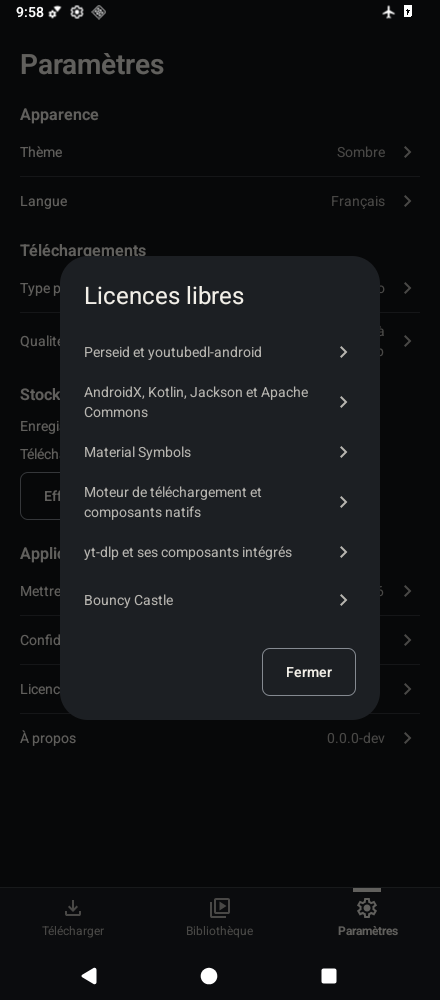 9:58
Paramètres
Apparence
Thème
Sombre
Langue
Français
Téléchargements
Licences libres
Perseid et youtubedl-android
AndroidX, Kotlin, Jackson et Apache
Commons
Material Symbols
Moteur de téléchargement et
composants natifs
yt-dlp et ses composants intégrés
Bouncy Castle
Fermer
À propos
0.0.0-dev
Télécharger
Bibliothèque
Paramètres